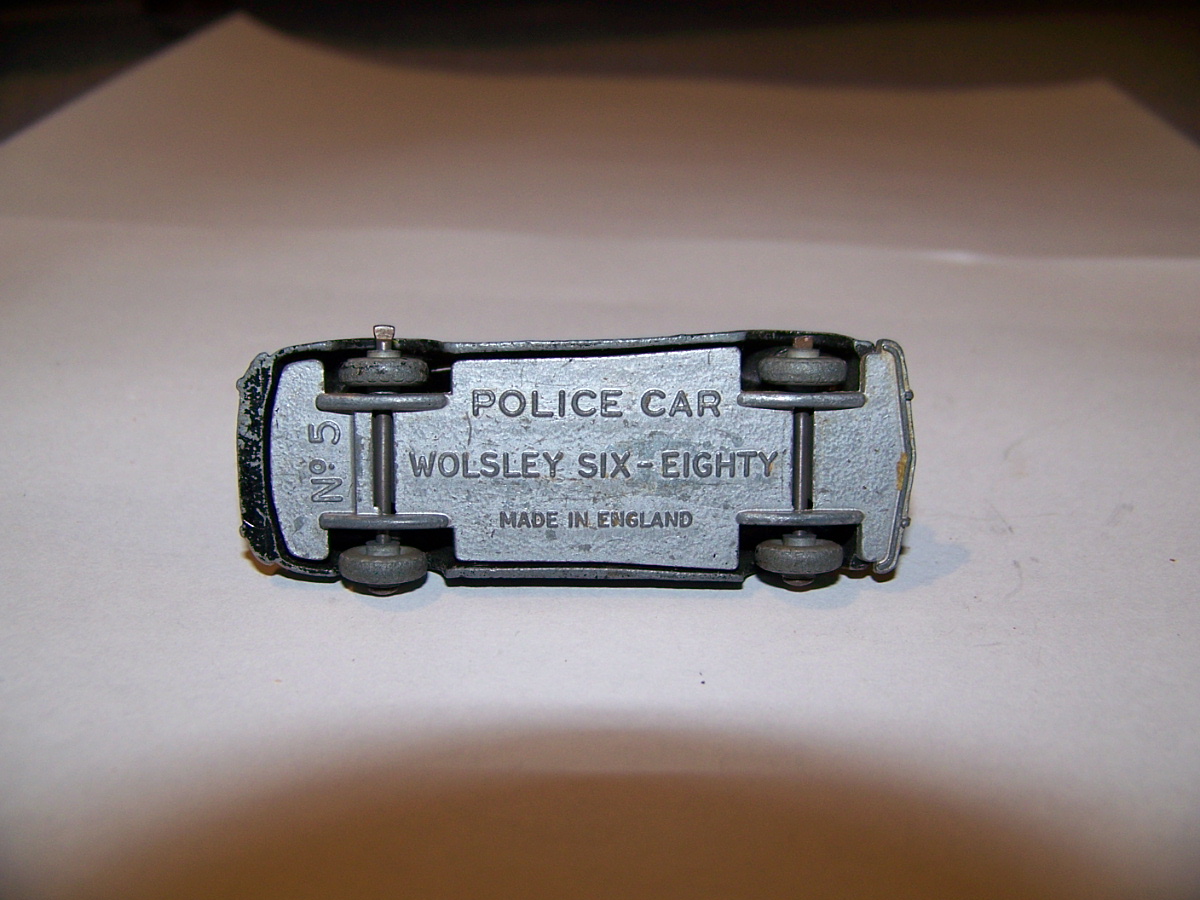 POLICE CAR
WOLSLEY SIX-EIGHTY
MADE IN ENGLAND
Nº 5